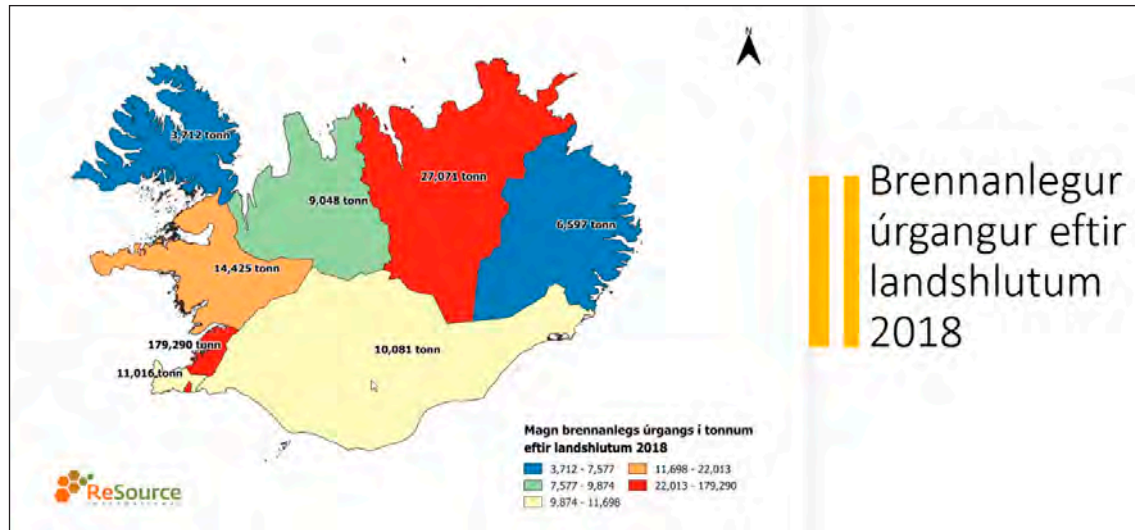 N
3,712 tonn
27,071 tonn
9,048 tonn
6,597 tonn
14,425 tonn
179,290 tonn
10,081 tonn
11,016 tonn
Brennanlegur
úrgangur eftir
landshlutum
2018
Magn brennanlegs úrgangs í tonnum
eftir landshlutum 2018
3,712 - 7,577
11,698 - 22,013
7,577 - 9,874
22,013 - 179,290
9,874 - 11,698
ReSource
INTERNATIONAL